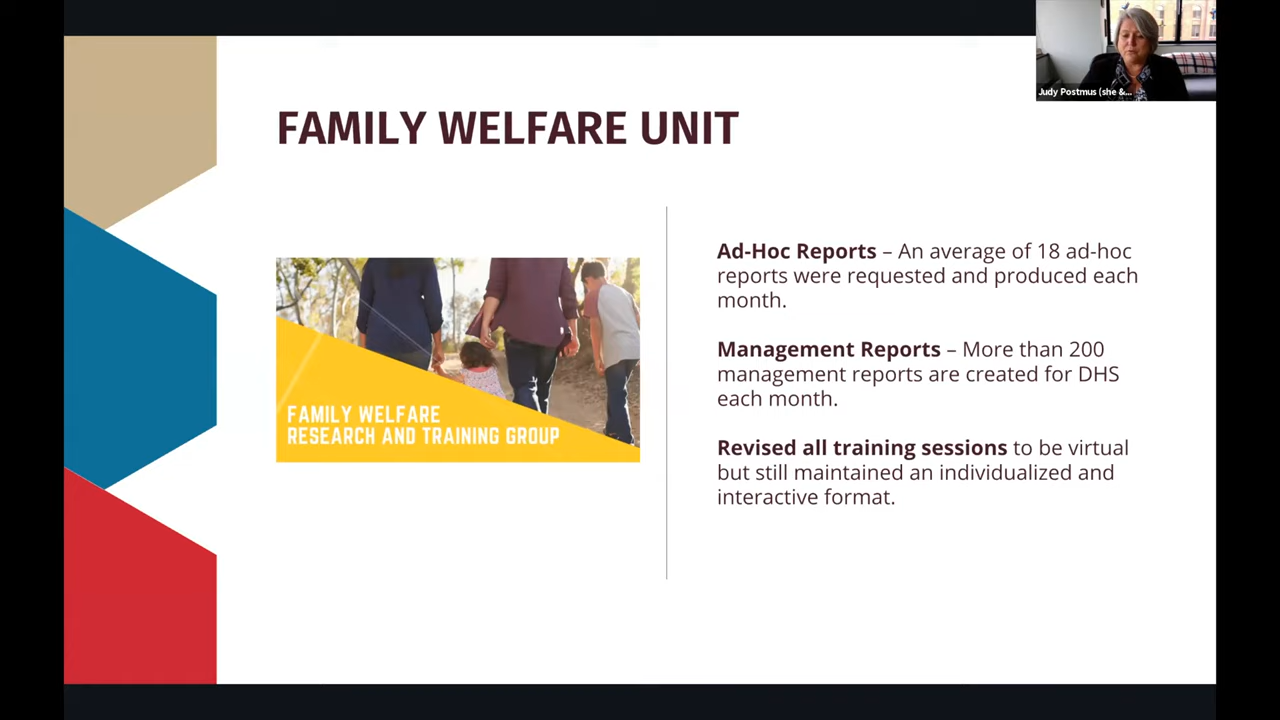 Judy Postmus (she &...
FAMILY WELFARE UNIT
FAMILY WELFARE
RESEARCH AND TRAINING GROUP
Ad-Hoc Reports – An average of 18 ad-hoc
reports were requested and produced each
month.
Management Reports – More than 200
management reports are created for DHS
each month.
Revised all training sessions to be virtual
but still maintained an individualized and
interactive format.